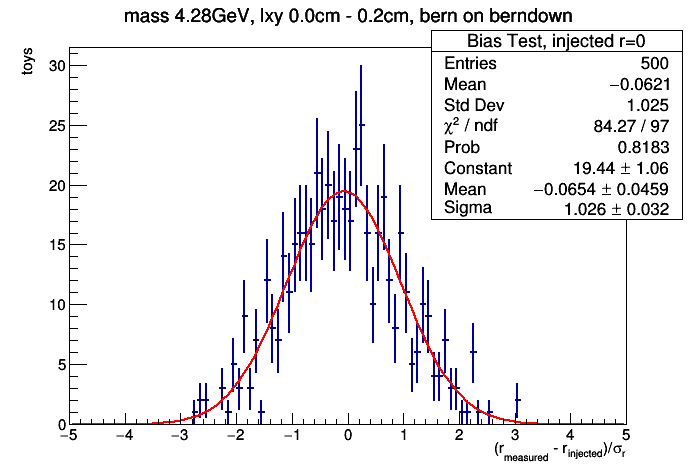 mass 4.28GeV, lxy 0.0cm - 0.2cm, bern on berndown
toys
Bias Test, injected r=0
Entries 500
Mean −0.0621
Std Dev 1.025
χ² / ndf 84.27 / 97
Prob 0.8183
Constant 19.44 ± 1.06
Mean −0.0654 ± 0.0459
Sigma 1.026 ± 0.032
30
25
20
15
10
5
0
−5 −4 −3 −2 −1 0 1 2 3 4 5
(r_measured - r_injected)/σ_r